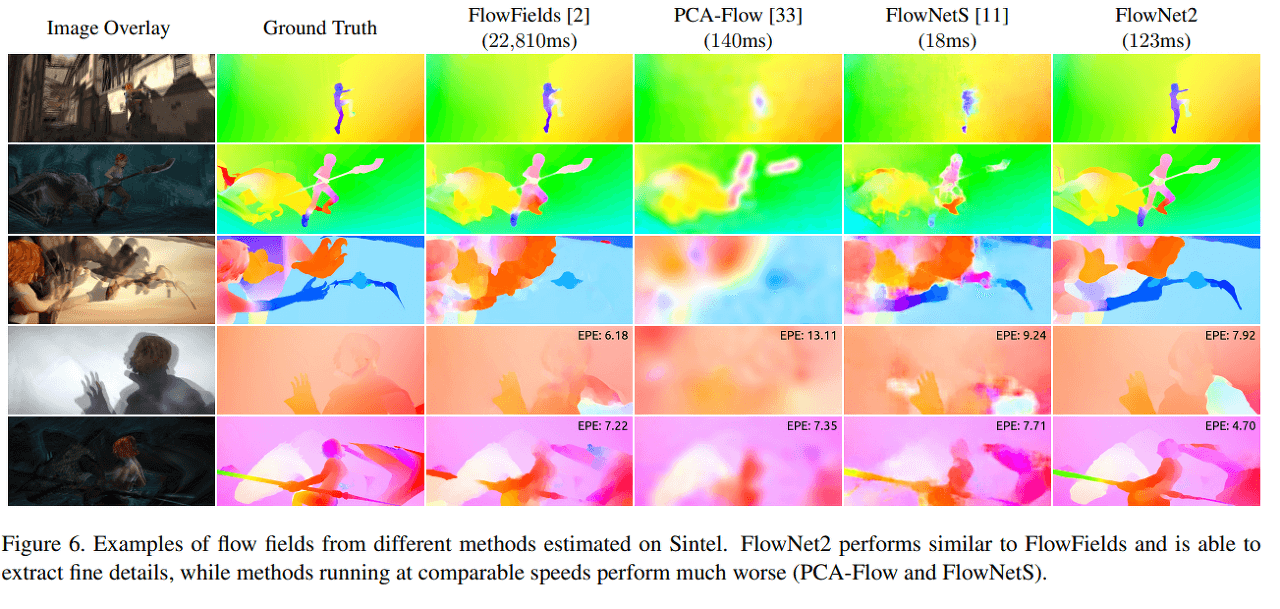 Image Overlay
Ground Truth
FlowFields [2]
(22,810ms)
PCA-Flow [33]
(140ms)
FlowNetS [11]
(18ms)
FlowNet2
(123ms)
EPE: 6.18
EPE: 13.11
EPE: 9.24
EPE: 7.92
EPE: 7.22
EPE: 7.35
EPE: 7.71
EPE: 4.70
Figure 6. Examples of flow fields from different methods estimated on Sintel. FlowNet2 performs similar to FlowFields and is able to
extract fine details, while methods running at comparable speeds perform much worse (PCA-Flow and FlowNetS).